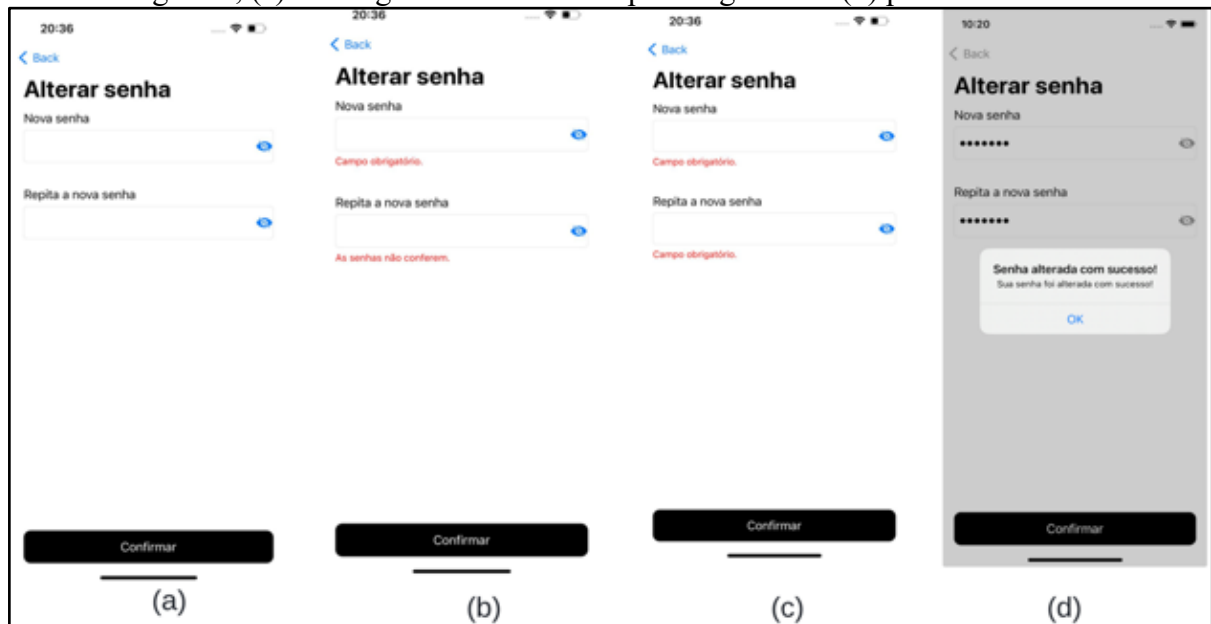 20:36
Back
Alterar senha
Nova senha
Repita a nova senha
Confirmar
(a)
20:36
Back
Alterar senha
Nova senha
Campo obrigatório.
Repita a nova senha
As senhas não conferem.
Confirmar
(b)
20:36
Back
Alterar senha
Nova senha
Campo obrigatório.
Repita a nova senha
Campo obrigatório.
Confirmar
(c)
10:20
Back
Alterar senha
Nova senha
•••••••
Repita a nova senha
•••••••
Senha alterada com sucesso!
Sua senha foi alterada com sucesso!
OK
Confirmar
(d)